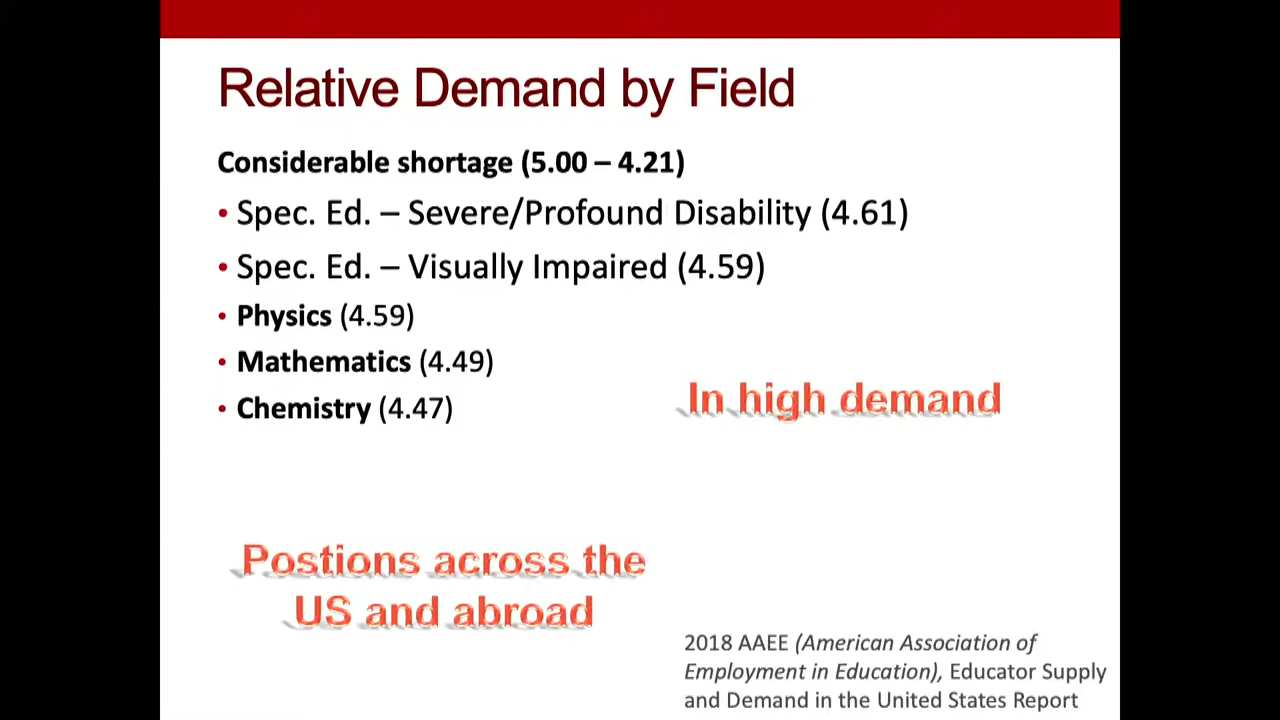 Relative Demand by Field
Considerable shortage (5.00 – 4.21)
• Spec. Ed. – Severe/Profound Disability (4.61)
• Spec. Ed. – Visually Impaired (4.59)
• Physics (4.59)
• Mathematics (4.49)
• Chemistry (4.47)
In high demand
Postions across the
US and abroad
2018 AAEE (American Association of
Employment in Education), Educator Supply
and Demand in the United States Report